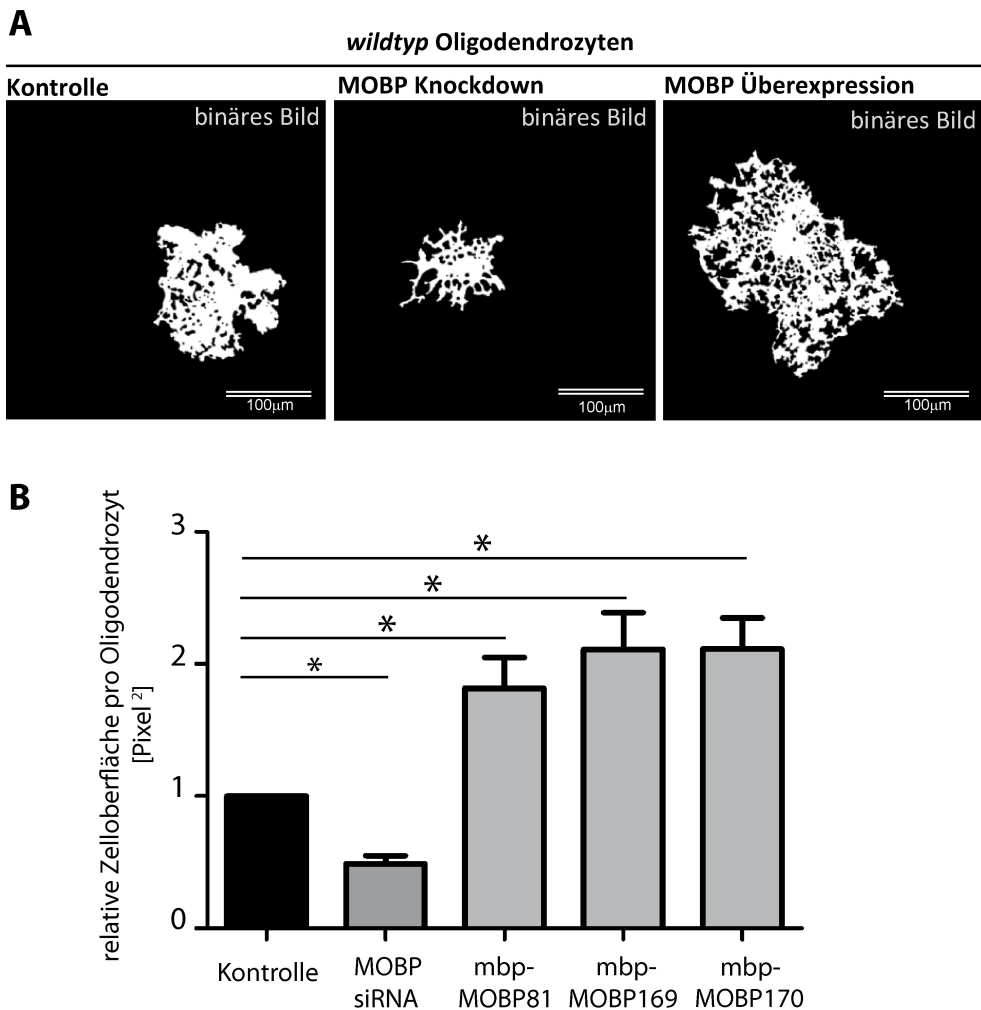 A
wildtyp Oligodendrozyten
Kontrolle
MOBP Knockdown
MOBP Überexpression
binäres Bild
binäres Bild
binäres Bild
100µm
100µm
100µm
B
relative Zelloberfläche pro Oligodendrozyt
[Pixel ²]
3
2
1
0
*
*
*
*
Kontrolle
MOBP
siRNA
mbp-
MOBP81
mbp-
MOBP169
mbp-
MOBP170